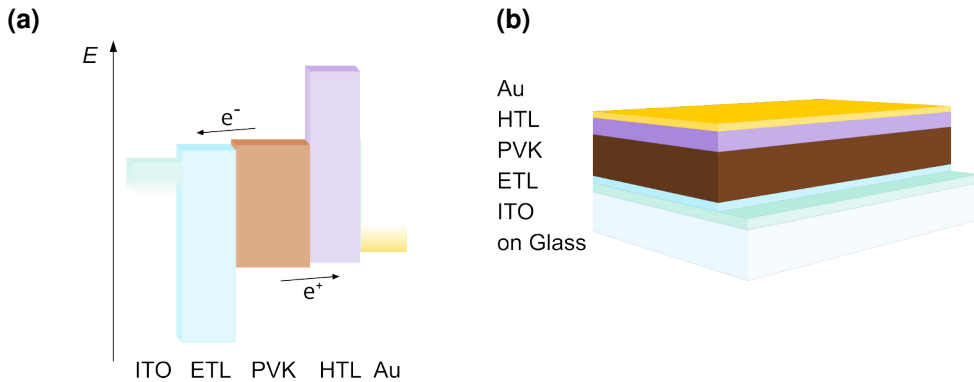 (a)
E
e⁻
e⁺
ITO ETL PVK HTL Au
(b)
Au
HTL
PVK
ETL
ITO
on Glass